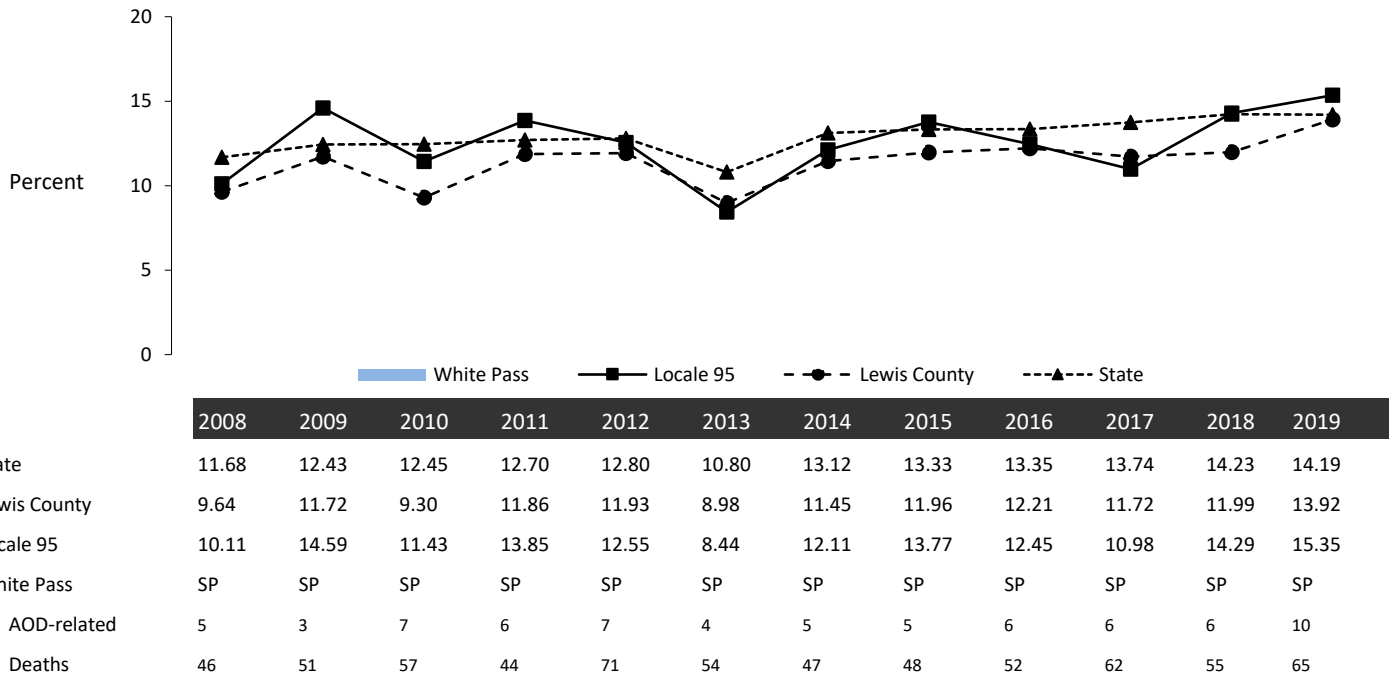 20
15
Percent
10
5
0
White Pass Locale 95 Lewis County State
2008 2009 2010 2011 2012 2013 2014 2015 2016 2017 2018 2019
ate 11.68 12.43 12.45 12.70 12.80 10.80 13.12 13.33 13.35 13.74 14.23 14.19
wis County 9.64 11.72 9.30 11.86 11.93 8.98 11.45 11.96 12.21 11.72 11.99 13.92
cale 95 10.11 14.59 11.43 13.85 12.55 8.44 12.11 13.77 12.45 10.98 14.29 15.35
hite Pass SP SP SP SP SP SP SP SP SP SP SP SP
AOD-related 5 3 7 6 7 4 5 5 6 6 6 10
Deaths 46 51 57 44 71 54 47 48 52 62 55 65